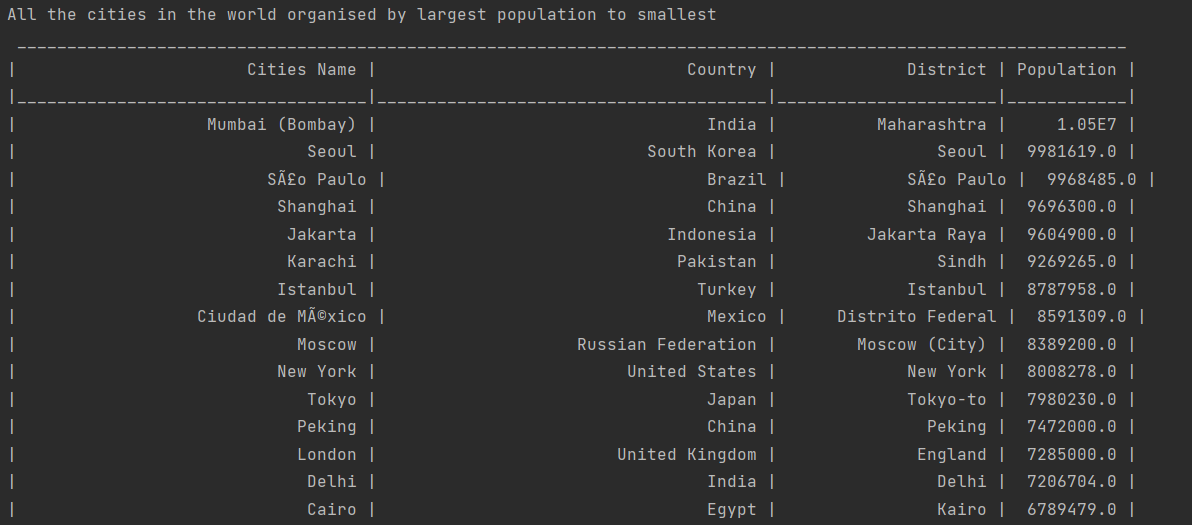 All the cities in the world organised by largest population to smallest
| Cities Name | Country | District | Population |
| Mumbai (Bombay) | India | Maharashtra | 1.05E7 |
| Seoul | South Korea | Seoul | 9981619.0 |
| SÃ£o Paulo | Brazil | SÃ£o Paulo | 9968485.0 |
| Shanghai | China | Shanghai | 9696300.0 |
| Jakarta | Indonesia | Jakarta Raya | 9604900.0 |
| Karachi | Pakistan | Sindh | 9269265.0 |
| Istanbul | Turkey | Istanbul | 8787958.0 |
| Ciudad de MÃ©xico | Mexico | Distrito Federal | 8591309.0 |
| Moscow | Russian Federation | Moscow (City) | 8389200.0 |
| New York | United States | New York | 8008278.0 |
| Tokyo | Japan | Tokyo-to | 7980230.0 |
| Peking | China | Peking | 7472000.0 |
| London | United Kingdom | England | 7285000.0 |
| Delhi | India | Delhi | 7206704.0 |
| Cairo | Egypt | Kairo | 6789479.0 |